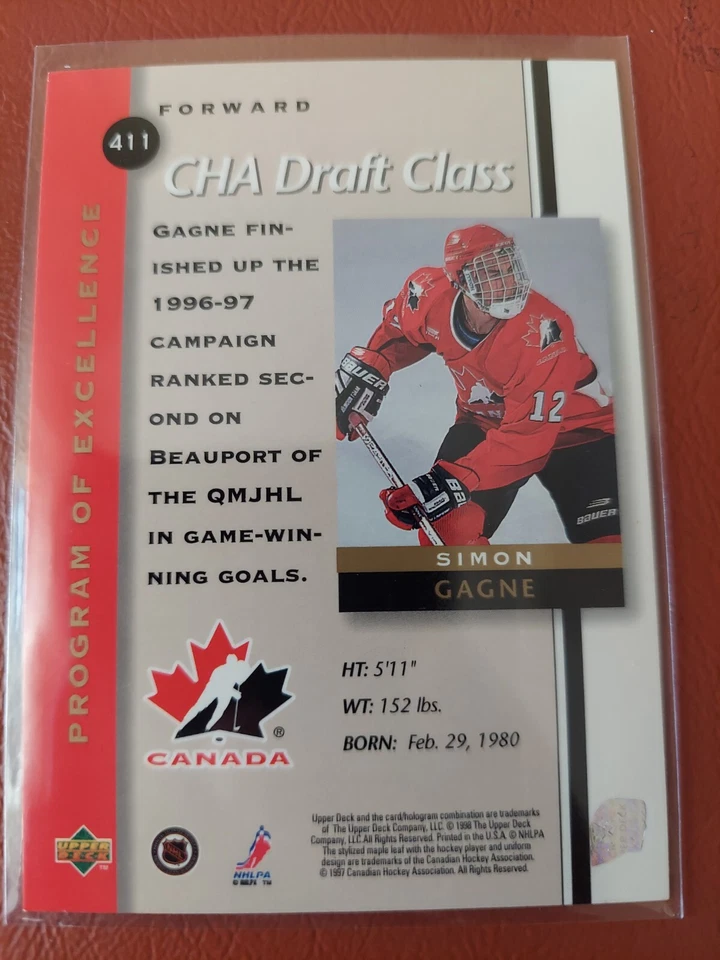 FORWARD
411
CHA Draft Class
PROGRAM OF EXCELLENCE
GAGNE FIN-
ISHED UP THE
1996-97
CAMPAIGN
RANKED SEC-
OND ON
BEAUPORT OF
THE QMJHL
IN GAME-WIN-
NING GOALS.
BAUER
12
BAUER
SIMON
GAGNE
CANADA
®
HT: 5'11"
WT: 152 lbs.
BORN: Feb. 29, 1980
UPPER
DECK
TM
NHLPA
Upper Deck and the card/hologram combination are trademarks
of The Upper Deck Company, LLC. © 1998 The Upper Deck
Company, LLC. All Rights Reserved. Printed in the U.S.A. © NHLPA
The stylized maple leaf with the hockey player and uniform
design are trademarks of the Canadian Hockey Association.
© 1997 Canadian Hockey Association. All Rights Reserved.